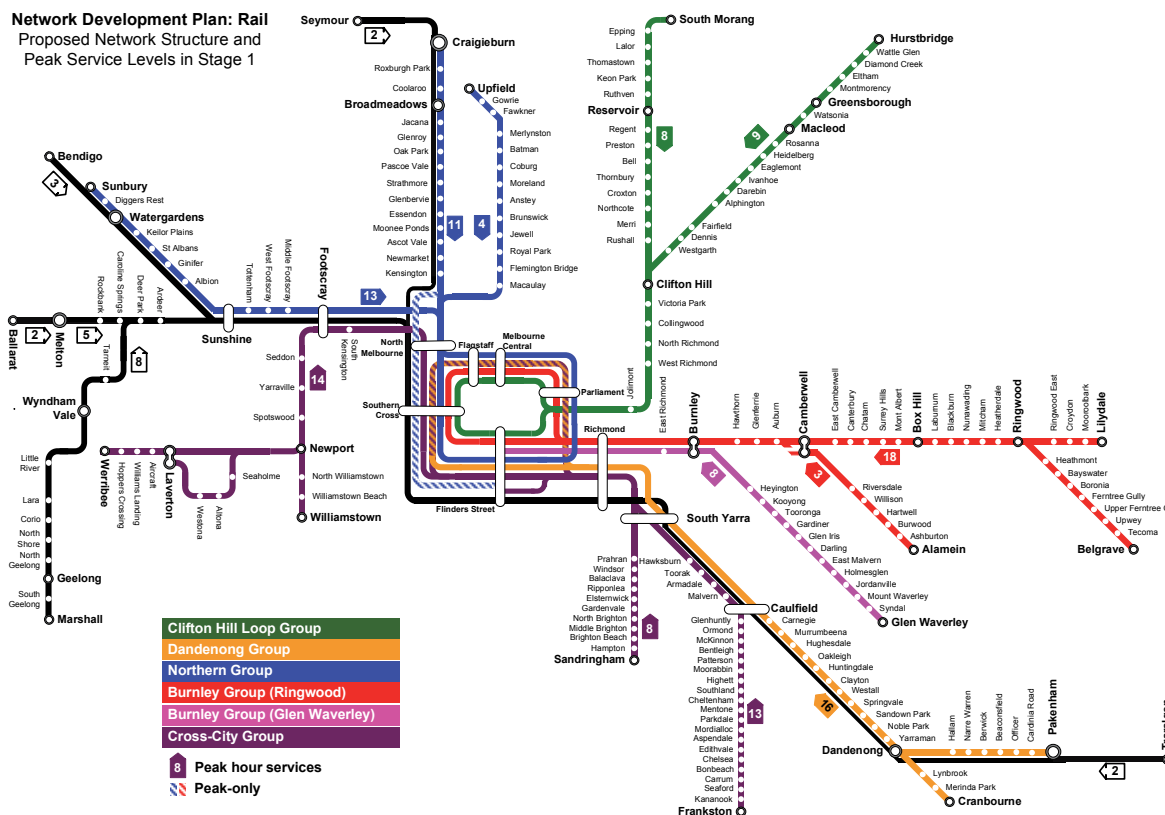 Network Development Plan: Rail
Proposed Network Structure and
Peak Service Levels in Stage 1
Seymour
2
Craigieburn
Roxburgh Park
Coolaroo
Broadmeadows
Jacana
Glenroy
Oak Park
Pascoe Vale
Strathmore
Glenbervie
Essendon
Moonee Ponds
Ascot Vale
Newmarket
Kensington
11
Upfield
Gowrie
Fawkner
Merlynston
Batman
Coburg
Moreland
Anstey
Brunswick
Jewell
Royal Park
Flemington Bridge
Macaulay
4
South Morang
Epping
Lalor
Thomastown
Keon Park
Ruthven
Reservoir
Regent
Preston
Bell
Thornbury
Croxton
Northcote
Merri
Rushall
8
Hurstbridge
Wattle Glen
Diamond Creek
Eltham
Montmorency
Greensborough
Watsonia
Macleod
Rosanna
Heidelberg
Eaglemont
Ivanhoe
Darebin
Alphington
Fairfield
Dennis
Westgarth
9
Clifton Hill
Victoria Park
Collingwood
North Richmond
West Richmond
Jolimont
Bendigo
3
Sunbury
Diggers Rest
Watergardens
Keilor Plains
St Albans
Ginifer
Albion
Sunshine
Tottenham
West Footscray
Middle Footscray
Footscray
13
Ballarat
2
Melton
5
Rockbank
Caroline Springs
Deer Park
Ardeer
Tarneit
8
Wyndham
Vale
Little
River
Lara
Corio
North
Shore
North
Geelong
Geelong
South
Geelong
Marshall
South
Kensington
Seddon
14
Yarraville
Spotswood
Newport
North Williamstown
Williamstown Beach
Williamstown
Seaholme
Altona
Westona
Laverton
Aircraft
Williams Landing
Hoppers Crossing
Werribee
North
Melbourne
Flagstaff
Melbourne
Central
Parliament
Southern
Cross
Flinders Street
Richmond
East Richmond
Burnley
Hawthorn
Glenferrie
Auburn
Camberwell
East Camberwell
Canterbury
Chatam
Surrey Hills
Mont Albert
Box Hill
Laburnum
Blackburn
Nunawading
Mitcham
Heatherdale
Ringwood
Ringwood East
Croydon
Mooroolbark
Lilydale
18
Heathmont
Bayswater
Boronia
Ferntree Gully
Upper Ferntree G
Upwey
Tecoma
Belgrave
3
Riversdale
Willison
Hartwell
Burwood
Ashburton
Alamein
8
Heyington
Kooyong
Tooronga
Gardiner
Glen Iris
Darling
East Malvern
Holmesglen
Jordanville
Mount Waverley
Syndal
Glen Waverley
South Yarra
Prahran
Windsor
Balaclava
Ripponlea
Elsternwick
Gardenvale
North Brighton
Middle Brighton
Brighton Beach
Hampton
Sandringham
8
Hawksburn
Toorak
Armadale
Malvern
Caulfield
Glenhuntly
Ormond
McKinnon
Bentleigh
Patterson
Moorabbin
Highett
Southland
Cheltenham
Mentone
Parkdale
Mordialloc
Aspendale
Edithvale
Chelsea
Bonbeach
Carrum
Seaford
Kananook
Frankston
13
Carnegie
Murrumbeena
Hughesdale
Oakleigh
Huntingdale
Clayton
Westall
Springvale
Sandown Park
Noble Park
Yarraman
16
Dandenong
Hallam
Narre Warren
Berwick
Beaconsfield
Officer
Cardinia Road
Pakenham
2
Lynbrook
Merinda Park
Cranbourne
Clifton Hill Loop Group
Dandenong Group
Northern Group
Burnley Group (Ringwood)
Burnley Group (Glen Waverley)
Cross-City Group
8 Peak hour services
Peak-only